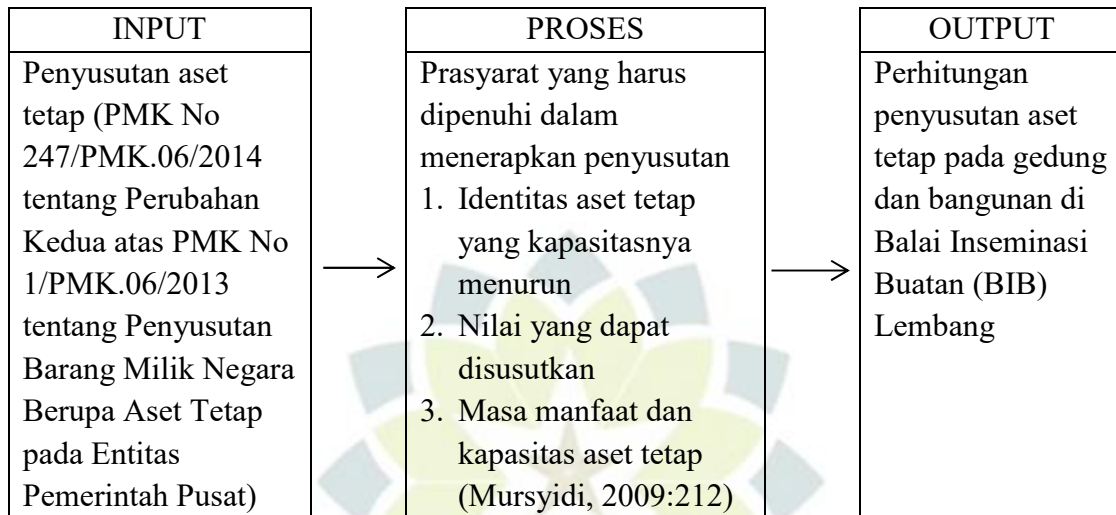 INPUT
Penyusutan aset
tetap (PMK No
247/PMK.06/2014
tentang Perubahan
Kedua atas PMK No
1/PMK.06/2013
tentang Penyusutan
Barang Milik Negara
Berupa Aset Tetap
pada Entitas
Pemerintah Pusat)
PROSES
Prasyarat yang harus
dipenuhi dalam
menerapkan penyusutan
1. Identitas aset tetap
yang kapasitasnya
menurun
2. Nilai yang dapat
disusutkan
3. Masa manfaat dan
kapasitas aset tetap
(Mursyidi, 2009:212)
OUTPUT
Perhitungan
penyusutan aset
tetap pada gedung
dan bangunan di
Balai Inseminasi
Buatan (BIB)
Lembang